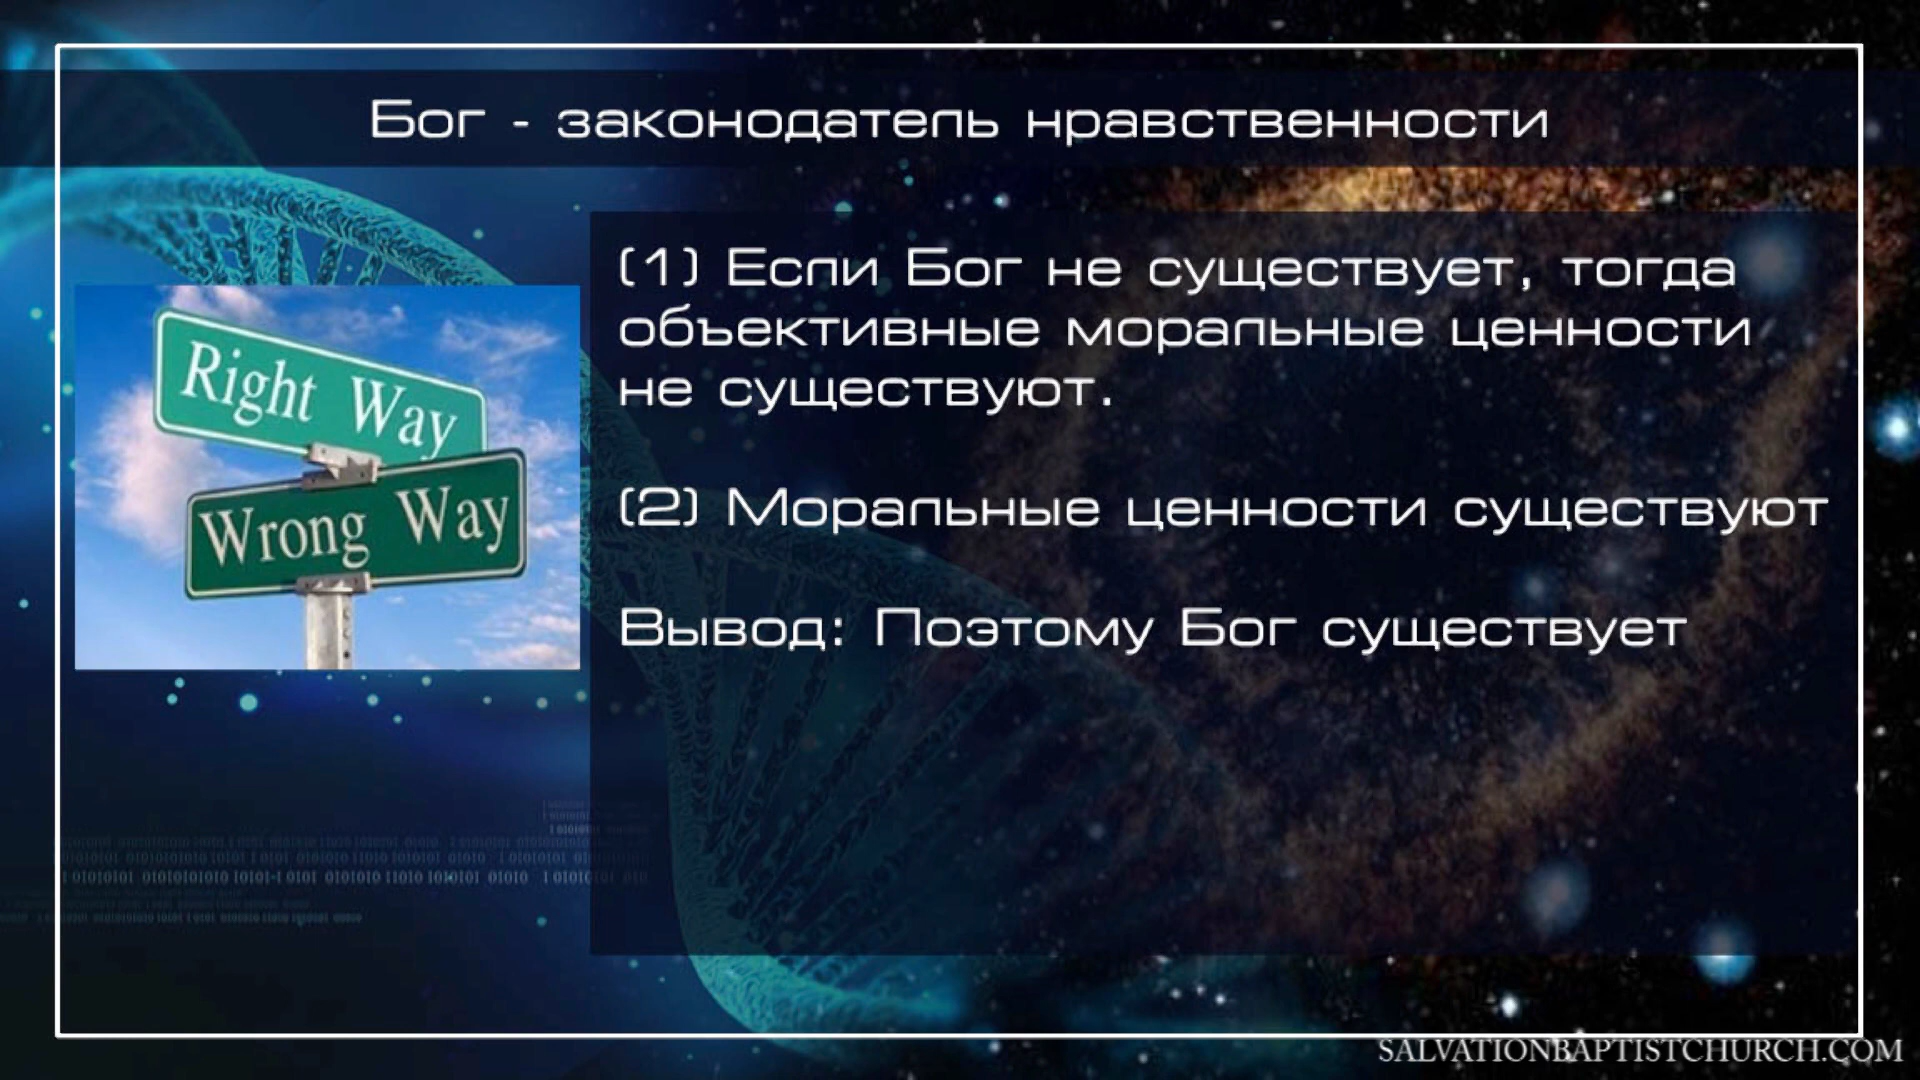 Бог - законодатель нравственности
(1) Если Бог не существует, тогда
объективные моральные ценности
не существуют.
(2) Моральные ценности существуют
Вывод: Поэтому Бог существует
Right Way
Wrong Way
SALVATIONBAPTISTCHURCH.COM